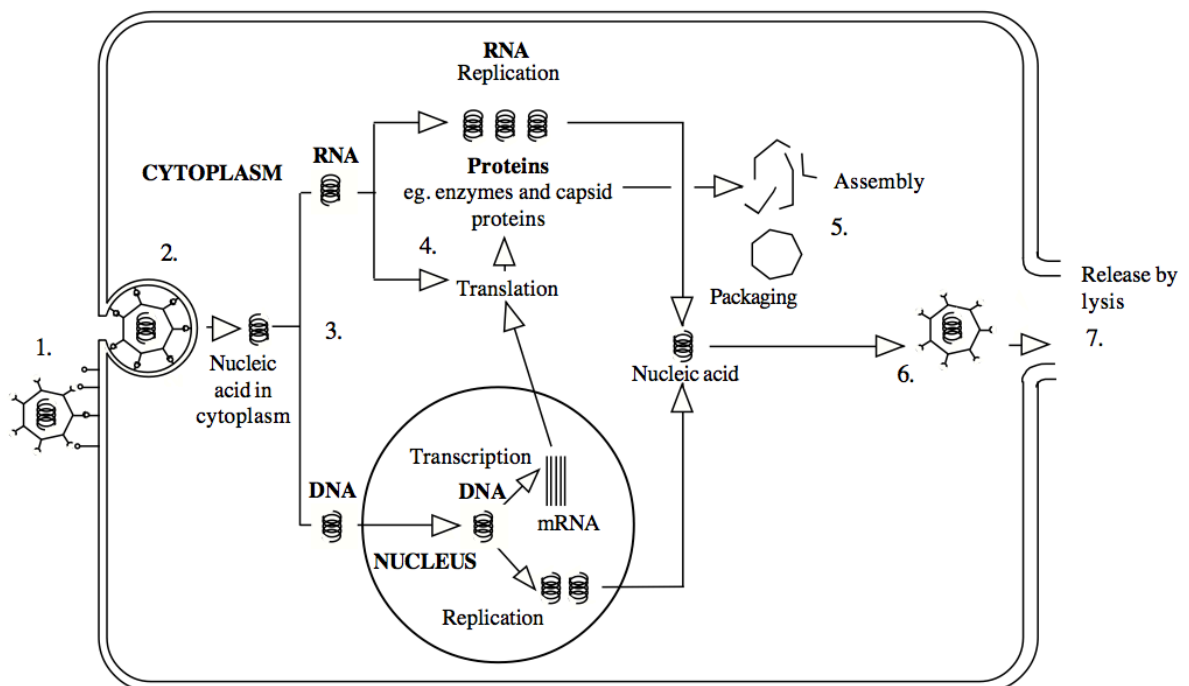 RNA
Replication
RNA
CYTOPLASM
Proteins
eg. enzymes and capsid
proteins
Assembly
5.
4.
2.
Translation
Packaging
Release by
lysis
7.
1.
3.
Nucleic
acid in
cytoplasm
Nucleic acid
6.
Transcription
DNA
DNA
mRNA
NUCLEUS
Replication